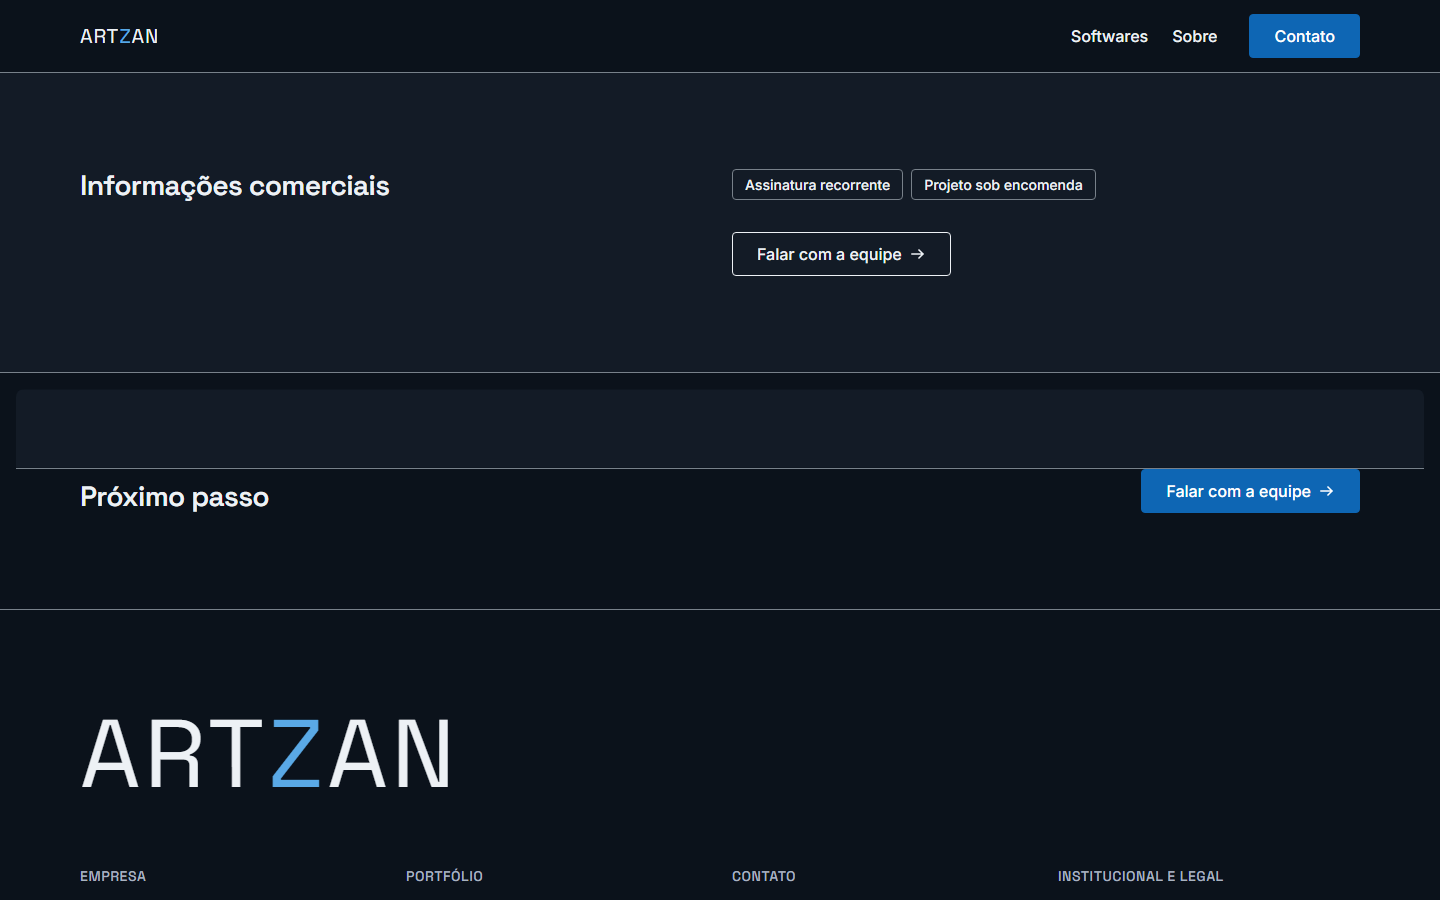 ARTZAN
Softwares
Sobre
Contato
Informações comerciais
Assinatura recorrente
Projeto sob encomenda
Falar com a equipe →
Próximo passo
Falar com a equipe →
ARTZAN
EMPRESA
PORTFÓLIO
CONTATO
INSTITUCIONAL E LEGAL